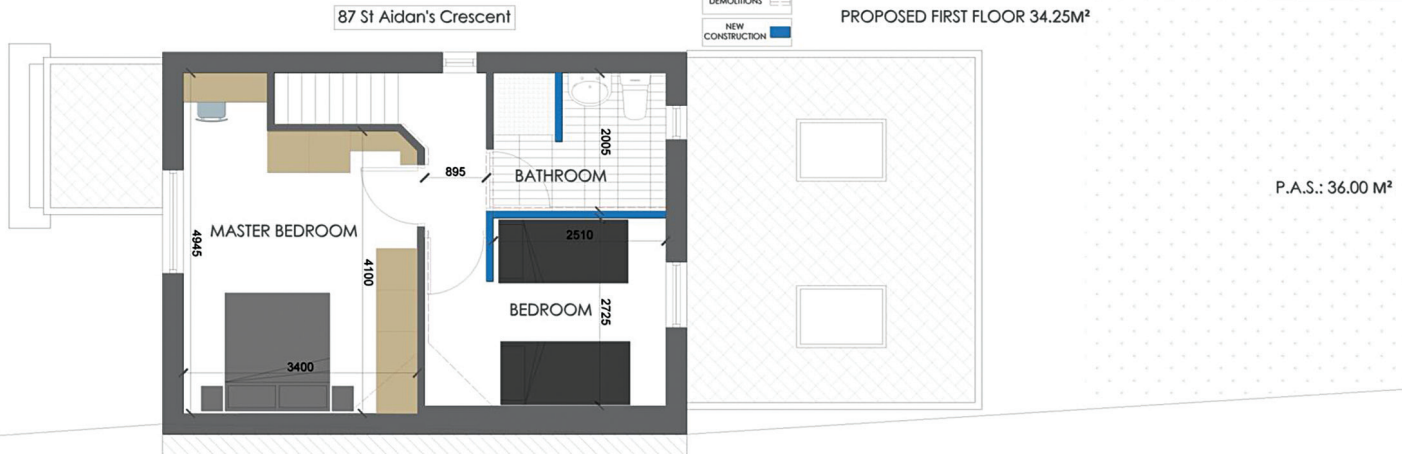 87 St Aidan's Crescent
DEMOLITIONS
NEW
CONSTRUCTION
PROPOSED FIRST FLOOR 34.25M²
2005
895
BATHROOM
P.A.S.: 36.00 M²
MASTER BEDROOM
4945
4100
2510
BEDROOM
2725
3400